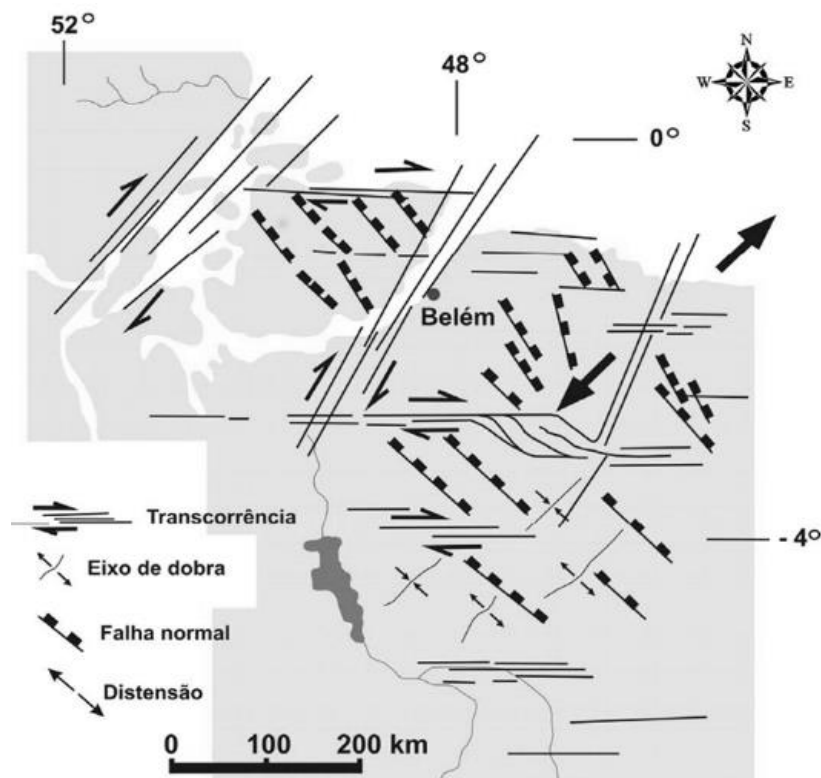 52°
48°
N
W E
S
0°
Belém
- 4°
Transcorrência
Eixo de dobra
Falha normal
Distensão
0 100 200 km